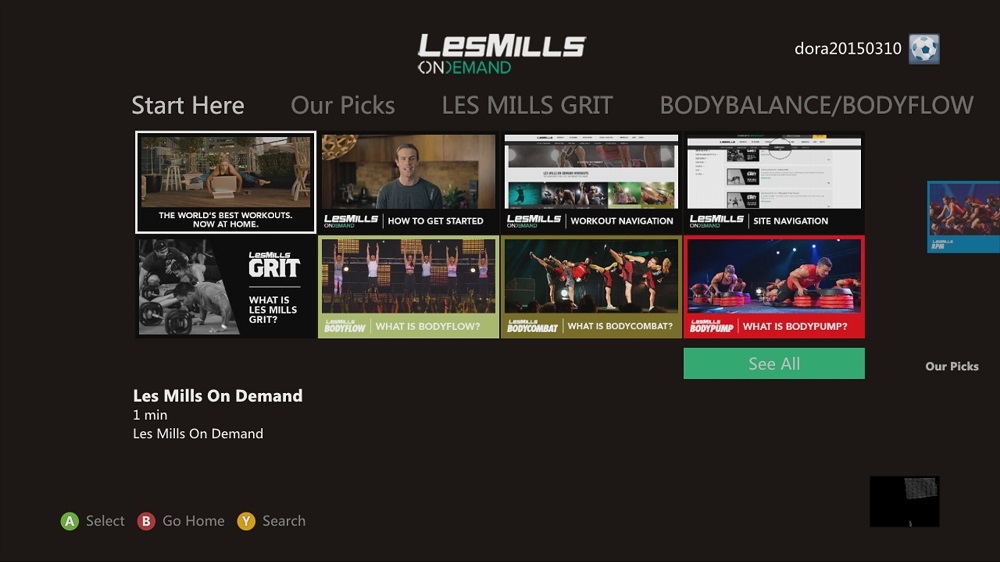 LESMILLS
ONDEMAND
dora20150310
Start Here
Our Picks
LES MILLS GRIT
BODYBALANCE/BODYFLOW
THE WORLD'S BEST WORKOUTS.
NOW AT HOME.
LESMILLS
ONDEMAND
HOW TO GET STARTED
LESMILLS
ONDEMAND
WORKOUT NAVIGATION
LESMILLS
ONDEMAND
SITE NAVIGATION
LESMILLS
RPM
LESMILLS
GRIT
WHAT IS
LES MILLS
GRIT?
LESMILLS
BODYFLOW
WHAT IS BODYFLOW?
LESMILLS
BODYCOMBAT
WHAT IS BODYCOMBAT?
LESMILLS
BODYPUMP
WHAT IS BODYPUMP?
See All
Our Picks
Les Mills On Demand
1 min
Les Mills On Demand
A Select
B Go Home
Y Search